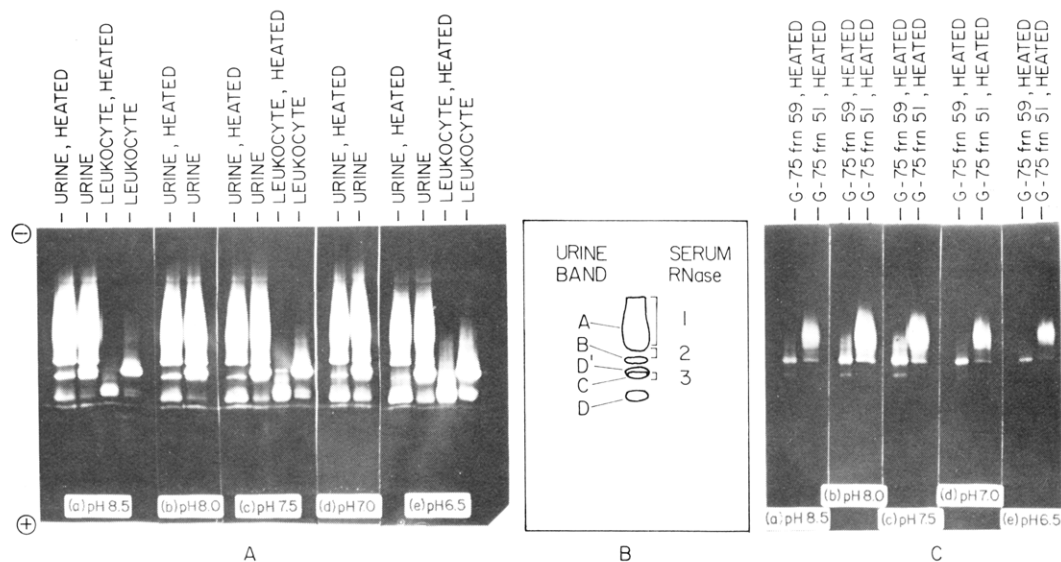 URINE, HEATED
URINE
LEUKOCYTE, HEATED
LEUKOCYTE
URINE, HEATED
URINE
URINE, HEATED
URINE
LEUKOCYTE, HEATED
LEUKOCYTE
URINE, HEATED
URINE
URINE, HEATED
URINE
LEUKOCYTE, HEATED
LEUKOCYTE
⊖
(a) pH 8.5
(b) pH 8.0
(c) pH 7.5
(d) pH 7.0
(e) pH 6.5
⊕
A
URINE BAND
SERUM RNase
A
B
D'
C
D
1
2
3
B
G-75 frn 59, HEATED
G-75 frn 51, HEATED
G-75 frn 59, HEATED
G-75 frn 51, HEATED
G-75 frn 59, HEATED
G-75 frn 51, HEATED
G-75 frn 59, HEATED
G-75 frn 51, HEATED
G-75 frn 59, HEATED
G-75 frn 51, HEATED
(a) pH 8.5
(b) pH 8.0
(c) pH 7.5
(d) pH 7.0
(e) pH 6.5
C